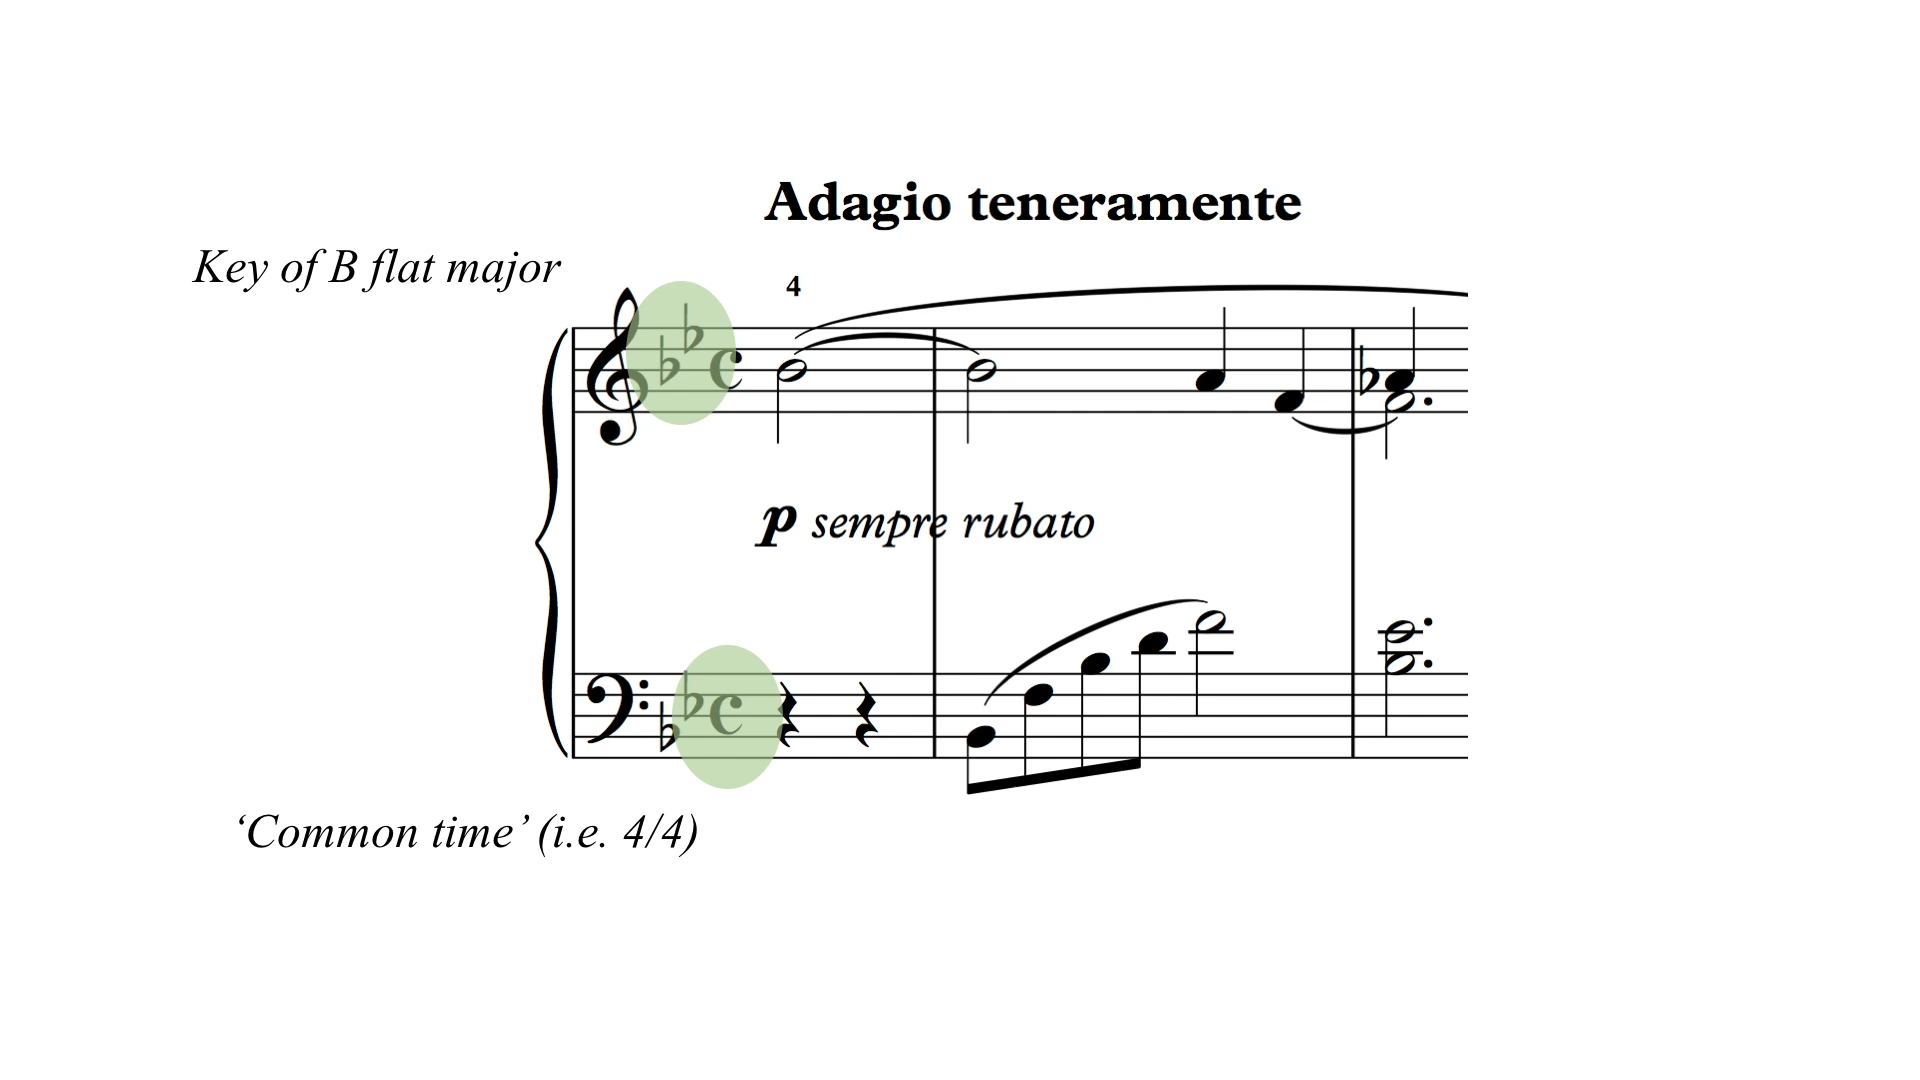 Adagio teneramente
Key of B flat major
4
p sempre rubato
‘Common time’ (i.e. 4/4)